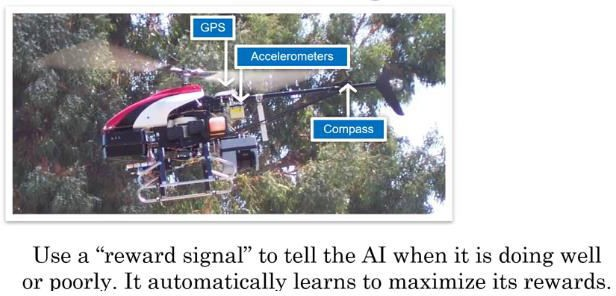 GPS
Accelerometers
Compass
Use a “reward signal” to tell the AI when it is doing well
or poorly. It automatically learns to maximize its rewards.